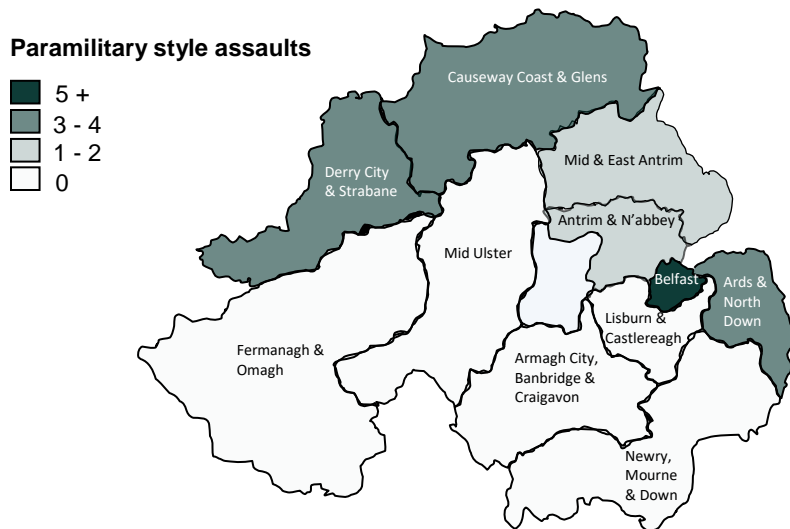 Paramilitary style assaults
5 +
3 - 4
1 - 2
0
Causeway Coast & Glens
Derry City
& Strabane
Mid & East Antrim
Antrim & N’abbey
Mid Ulster
Belfast
Ards &
North
Down
Lisburn &
Castlereagh
Fermanagh &
Omagh
Armagh City,
Banbridge &
Craigavon
Newry,
Mourne
& Down